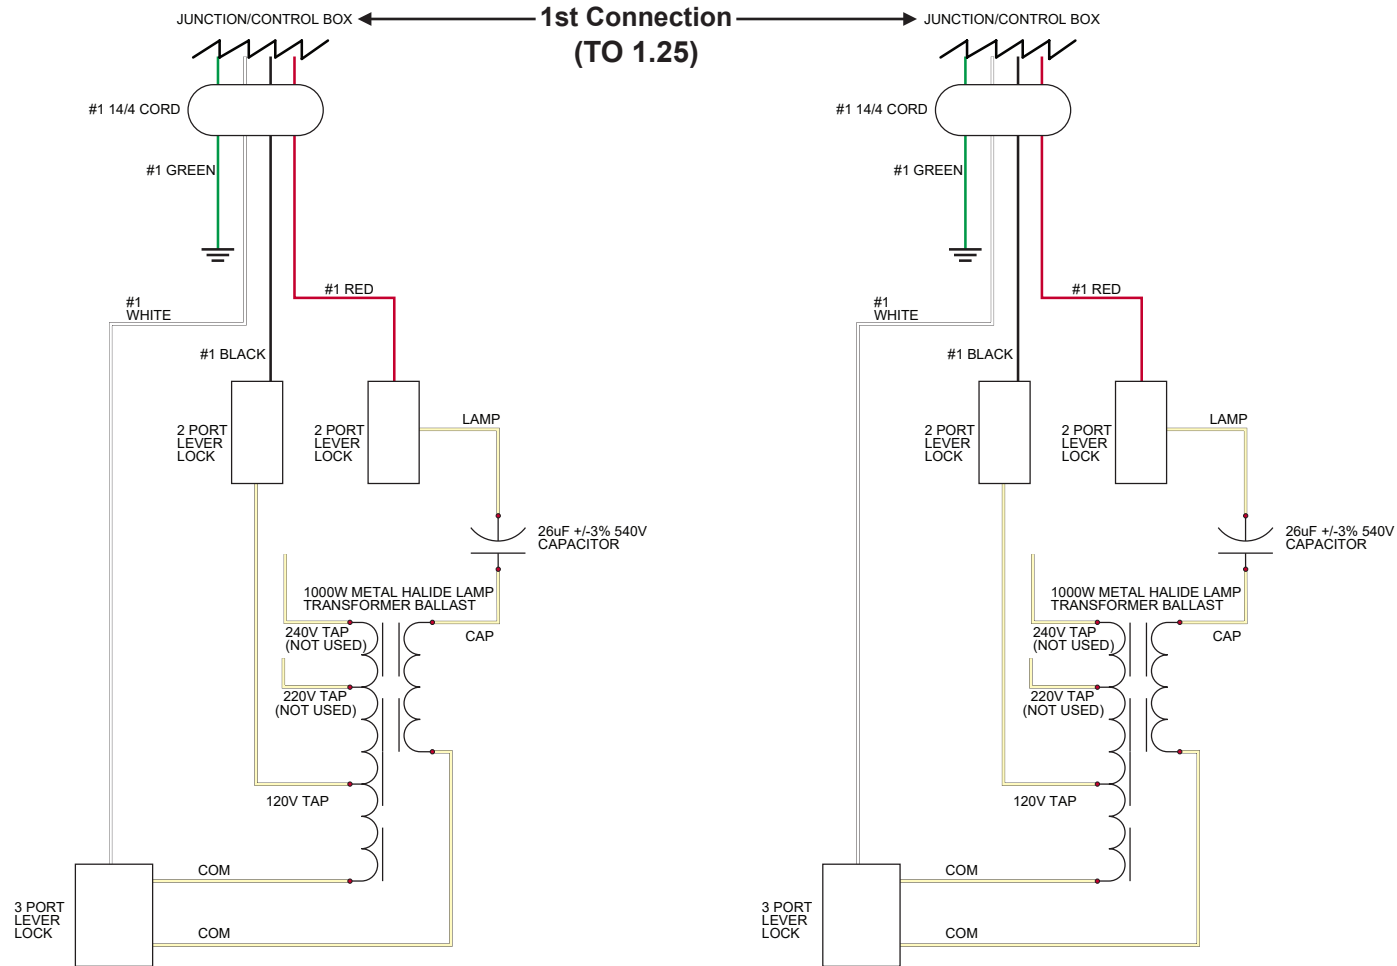 JUNCTION/CONTROL BOX
1st Connection
(TO 1.25)
JUNCTION/CONTROL BOX
#1 14/4 CORD
#1 GREEN
#1 RED
#1
WHITE
#1 BLACK
2 PORT
LEVER
LOCK
2 PORT
LEVER
LOCK
LAMP
26uF +/-3% 540V
CAPACITOR
1000W METAL HALIDE LAMP
TRANSFORMER BALLAST
240V TAP
(NOT USED)
CAP
220V TAP
(NOT USED)
120V TAP
COM
3 PORT
LEVER
LOCK
COM
#1 14/4 CORD
#1 GREEN
#1 RED
#1
WHITE
#1 BLACK
2 PORT
LEVER
LOCK
2 PORT
LEVER
LOCK
LAMP
26uF +/-3% 540V
CAPACITOR
1000W METAL HALIDE LAMP
TRANSFORMER BALLAST
240V TAP
(NOT USED)
CAP
220V TAP
(NOT USED)
120V TAP
COM
3 PORT
LEVER
LOCK
COM